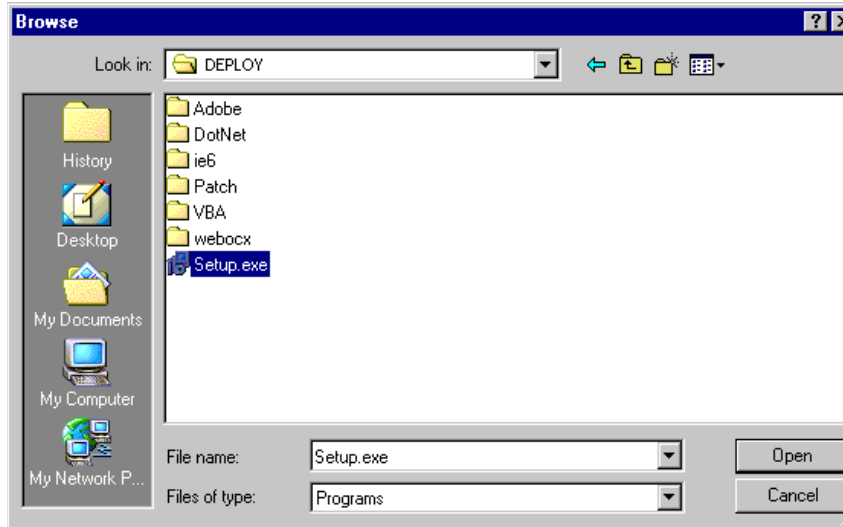 Browse
Look in: DEPLOY
History
Desktop
My Documents
My Computer
My Network P...
Adobe
DotNet
ie6
Patch
VBA
webocx
Setup.exe
File name: Setup.exe Open
Files of type: Programs Cancel